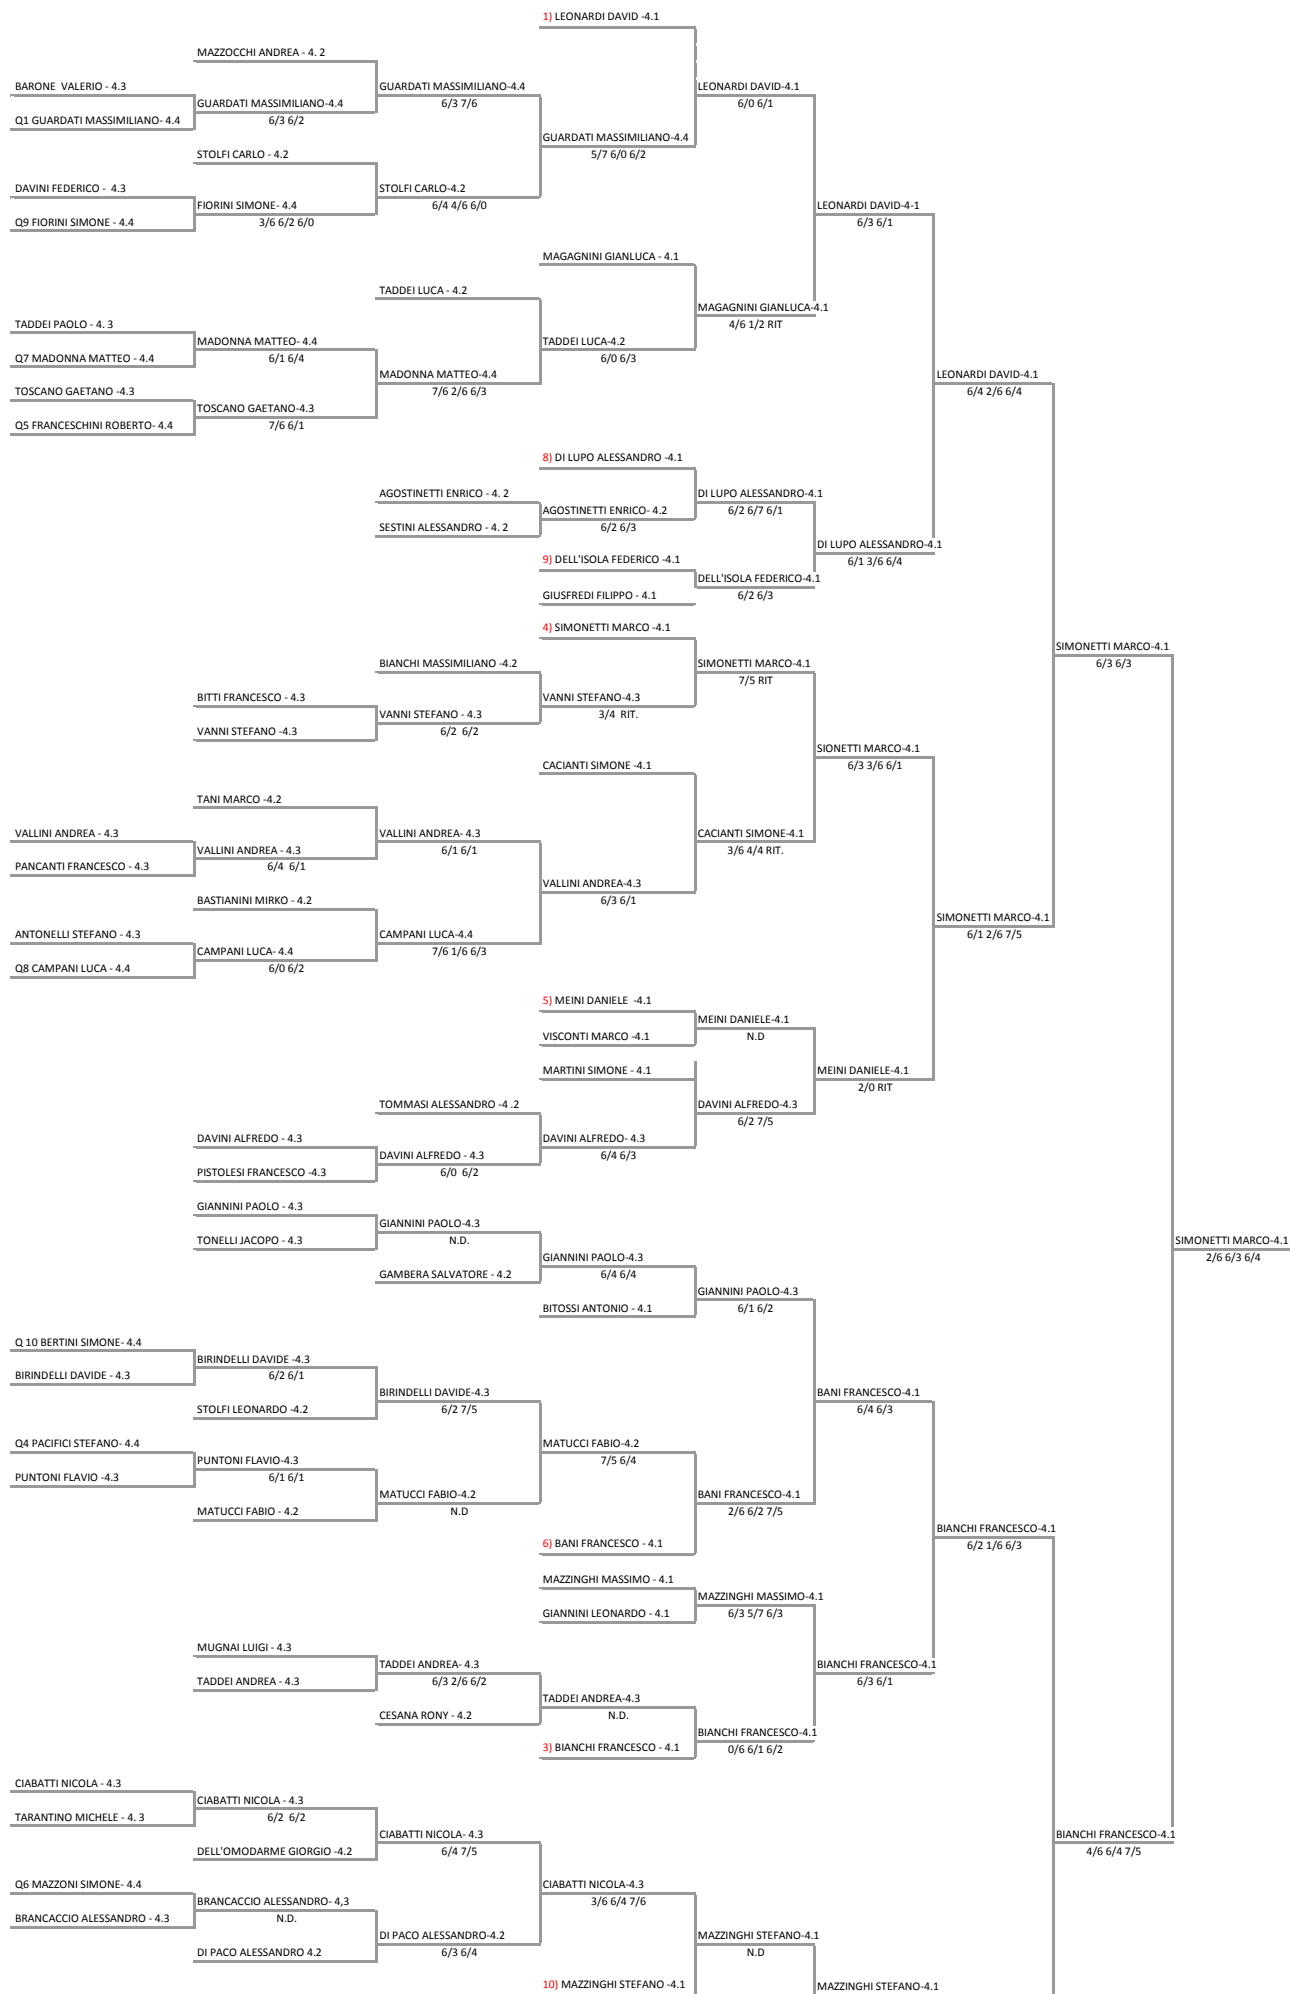 1) LEONARDI DAVID -4.1
MAZZOCCHI ANDREA - 4. 2
BARONE  VALERIO - 4.3
GUARDATI MASSIMILIANO-4.4
LEONARDI DAVID-4.1
GUARDATI MASSIMILIANO-4.4
6/3 7/6
6/0 6/1
Q1 GUARDATI MASSIMILIANO- 4.4
6/3 6/2
GUARDATI MASSIMILIANO-4.4
5/7 6/0 6/2
STOLFI CARLO - 4.2
DAVINI FEDERICO -  4.3
STOLFI CARLO-4.2
FIORINI SIMONE- 4.4
6/4 4/6 6/0
LEONARDI DAVID-4-1
Q9 FIORINI SIMONE - 4.4
3/6 6/2 6/0
6/3 6/1
MAGAGNINI GIANLUCA - 4.1
TADDEI LUCA - 4.2
MAGAGNINI GIANLUCA-4.1
TADDEI PAOLO - 4. 3
4/6 1/2 RIT
MADONNA MATTEO- 4.4
TADDEI LUCA-4.2
Q7 MADONNA MATTEO - 4.4
6/1 6/4
6/0 6/3
MADONNA MATTEO-4.4
LEONARDI DAVID-4.1
TOSCANO GAETANO -4.3
7/6 2/6 6/3
6/4 2/6 6/4
TOSCANO GAETANO-4.3
Q5 FRANCESCHINI ROBERTO- 4.4
7/6 6/1
8) DI LUPO ALESSANDRO -4.1
AGOSTINETTI ENRICO - 4. 2
DI LUPO ALESSANDRO-4.1
AGOSTINETTI ENRICO- 4.2
6/2 6/7 6/1
SESTINI ALESSANDRO - 4. 2
6/2 6/3
DI LUPO ALESSANDRO-4.1
9) DELL'ISOLA FEDERICO -4.1
6/1 3/6 6/4
DELL'ISOLA FEDERICO-4.1
GIUSFREDI FILIPPO - 4.1
6/2 6/3
4) SIMONETTI MARCO -4.1
SIMONETTI MARCO-4.1
BIANCHI MASSIMILIANO -4.2
SIMONETTI MARCO-4.1
6/3 6/3
7/5 RIT
BITTI FRANCESCO - 4.3
VANNI STEFANO-4.3
VANNI STEFANO - 4.3
3/4  RIT.
VANNI STEFANO -4.3
6/2  6/2
SIONETTI MARCO-4.1
CACIANTI SIMONE -4.1
6/3 3/6 6/1
TANI MARCO -4.2
VALLINI ANDREA - 4.3
VALLINI ANDREA- 4.3
CACIANTI SIMONE-4.1
VALLINI ANDREA - 4.3
6/1 6/1
3/6 4/4 RIT.
PANCANTI FRANCESCO - 4.3
6/4  6/1
VALLINI ANDREA-4.3
BASTIANINI MIRKO - 4.2
6/3 6/1
SIMONETTI MARCO-4.1
ANTONELLI STEFANO - 4.3
CAMPANI LUCA-4.4
6/1 2/6 7/5
CAMPANI LUCA- 4.4
7/6 1/6 6/3
Q8 CAMPANI LUCA - 4.4
6/0 6/2
5) MEINI DANIELE  -4.1
MEINI DANIELE-4.1
VISCONTI MARCO -4.1
N.D
MARTINI SIMONE - 4.1
MEINI DANIELE-4.1
2/0 RIT
TOMMASI ALESSANDRO -4 .2
DAVINI ALFREDO-4.3
6/2 7/5
DAVINI ALFREDO - 4.3
DAVINI ALFREDO- 4.3
DAVINI ALFREDO - 4.3
6/4 6/3
PISTOLESI FRANCESCO -4.3
6/0  6/2
GIANNINI PAOLO - 4.3
GIANNINI PAOLO-4.3
TONELLI JACOPO - 4.3
N.D.
SIMONETTI MARCO-4.1
GIANNINI PAOLO-4.3
2/6 6/3 6/4
GAMBERA SALVATORE - 4.2
6/4 6/4
GIANNINI PAOLO-4.3
BITOSSI ANTONIO - 4.1
6/1 6/2
Q 10 BERTINI SIMONE- 4.4
BIRINDELLI DAVIDE -4.3
BIRINDELLI DAVIDE - 4.3
6/2 6/1
BIRINDELLI DAVIDE-4.3
BANI FRANCESCO-4.1
STOLFI LEONARDO -4.2
6/2 7/5
6/4 6/3
Q4 PACIFICI STEFANO- 4.4
MATUCCI FABIO-4.2
PUNTONI FLAVIO-4.3
7/5 6/4
PUNTONI FLAVIO -4.3
6/1 6/1
MATUCCI FABIO-4.2
BANI FRANCESCO-4.1
MATUCCI FABIO - 4.2
N.D
2/6 6/2 7/5
BIANCHI FRANCESCO-4.1
6) BANI FRANCESCO - 4.1
6/2 1/6 6/3
MAZZINGHI MASSIMO - 4.1
MAZZINGHI MASSIMO-4.1
GIANNINI LEONARDO - 4.1
6/3 5/7 6/3
MUGNAI LUIGI - 4.3
TADDEI ANDREA- 4.3
BIANCHI FRANCESCO-4.1
TADDEI ANDREA - 4.3
6/3 2/6 6/2
6/3 6/1
TADDEI ANDREA-4.3
CESANA RONY - 4.2
N.D.
BIANCHI FRANCESCO-4.1
3) BIANCHI FRANCESCO - 4.1
0/6 6/1 6/2
CIABATTI NICOLA - 4.3
CIABATTI NICOLA - 4.3
TARANTINO MICHELE - 4. 3
6/2  6/2
CIABATTI NICOLA- 4.3
BIANCHI FRANCESCO-4.1
DELL'OMODARME GIORGIO -4.2
6/4 7/5
4/6 6/4 7/5
Q6 MAZZONI SIMONE- 4.4
CIABATTI NICOLA-4.3
BRANCACCIO ALESSANDRO- 4,3
3/6 6/4 7/6
BRANCACCIO ALESSANDRO - 4.3
N.D.
DI PACO ALESSANDRO-4.2
MAZZINGHI STEFANO-4.1
DI PACO ALESSANDRO 4.2
6/3 6/4
N.D
10) MAZZINGHI STEFANO -4.1
MAZZINGHI STEFANO-4.1